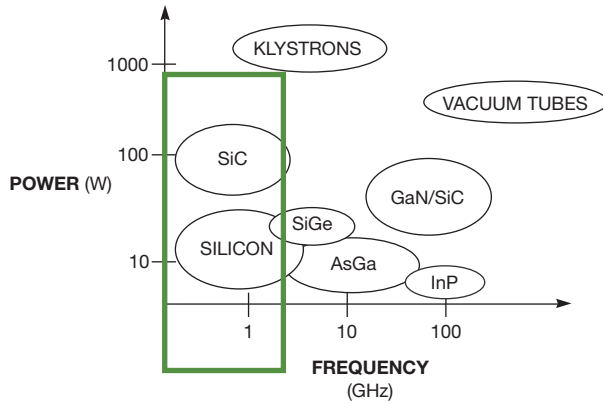 KLYSTRONS
1000
VACUUM TUBES
SiC
100
POWER (W)
GaN/SiC
SiGe
SILICON
AsGa
10
InP
1 10 100
FREQUENCY
(GHz)